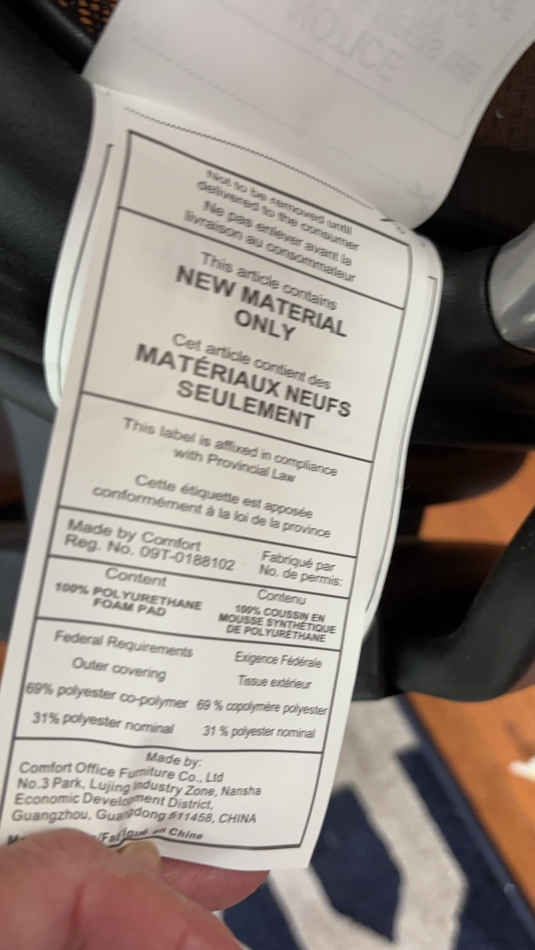 NOTICE
Not to be removed until
delivered to the consumer
Ne pas enlever avant la
livraison au consommateur
This article contains
NEW MATERIAL
ONLY
Cet article contient des
MATÉRIAUX NEUFS
SEULEMENT
This label is affixed in compliance
with Provincial Law
Cette étiquette est apposée
conformément à la loi de la province
Made by Comfort
Reg. No. 09T-0188102
Fabriqué par
No. de permis:
Content
100% POLYURETHANE
FOAM PAD
Contenu
100% COUSSIN EN
MOUSSE SYNTHÉTIQUE
DE POLYURÉTHANE
Federal Requirements
Exigence Fédérale
Outer covering
Tissue extérieur
69% polyester co-polymer
69 % copolymère polyester
31% polyester nominal
31 % polyester nominal
Made by:
Comfort Office Furniture Co., Ltd
No.3 Park, Lujing Industry Zone, Nansha
Economic Development District,
Guangzhou, Guangdong #11458, CHINA
en Chine